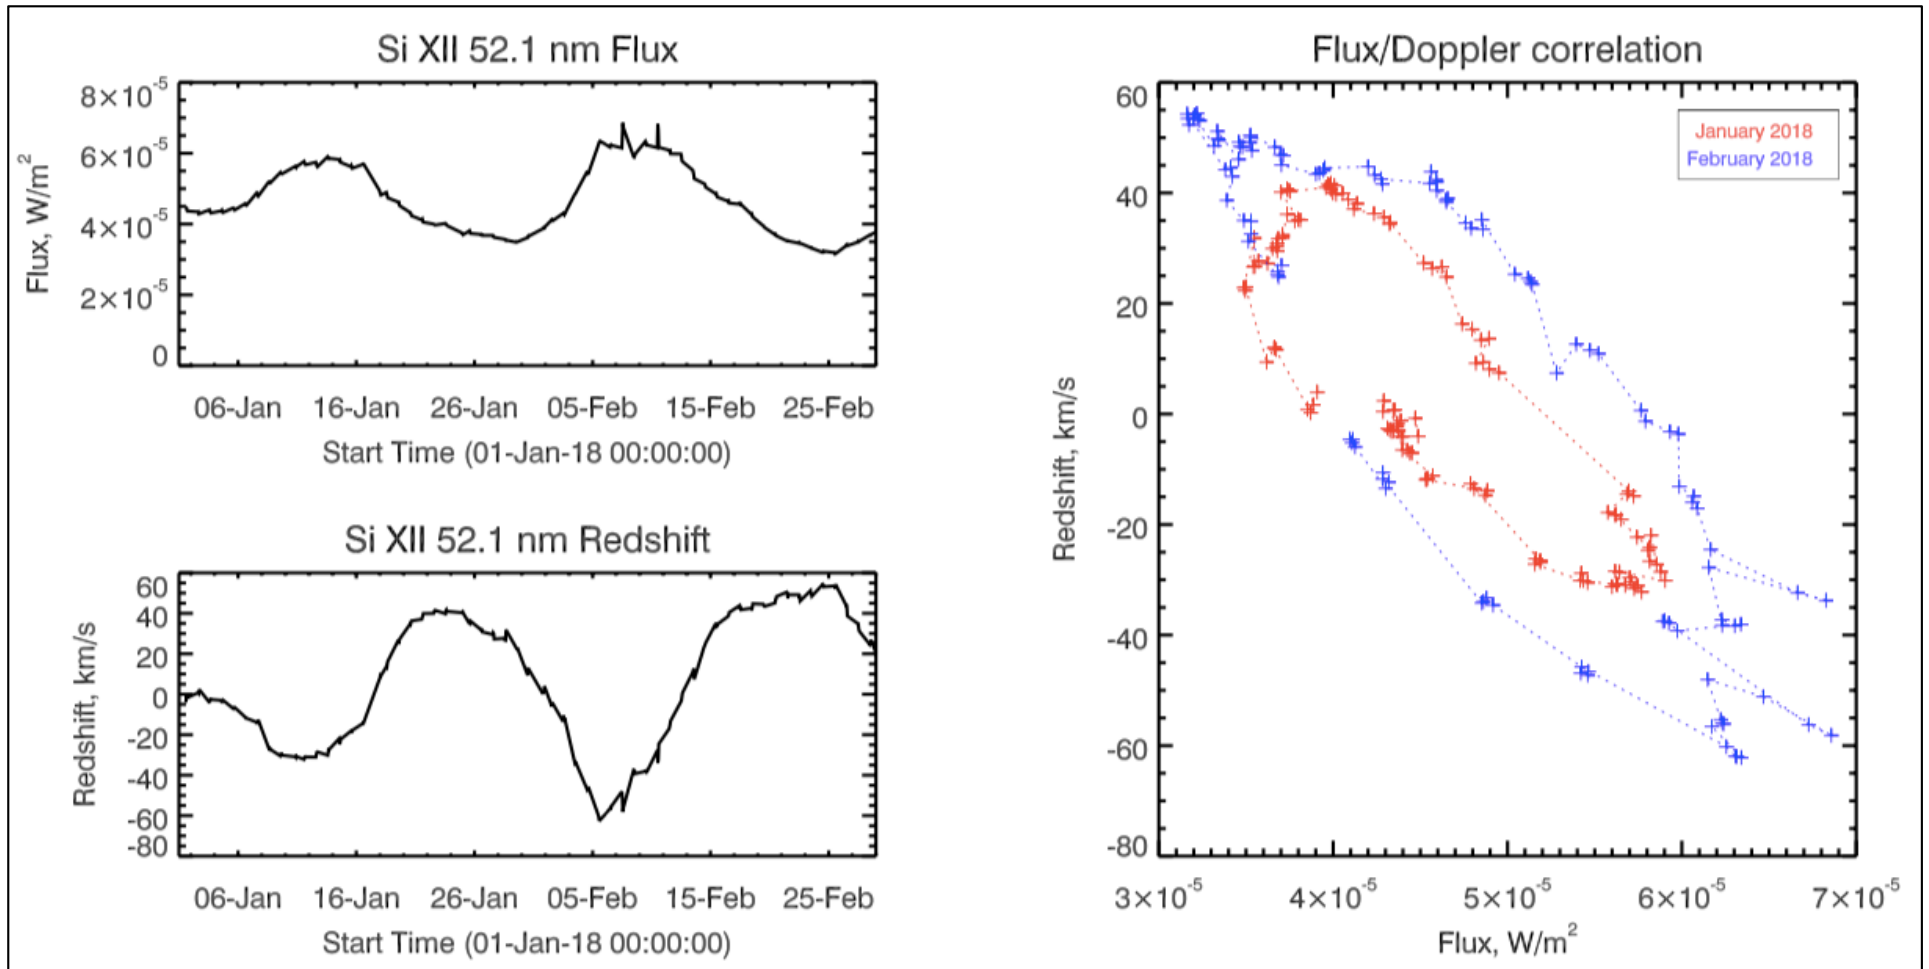 Si XII 52.1 nm Flux
Flux, W/m²
8×10⁻⁵
6×10⁻⁵
4×10⁻⁵
2×10⁻⁵
0
06-Jan 16-Jan 26-Jan 05-Feb 15-Feb 25-Feb
Start Time (01-Jan-18 00:00:00)
Si XII 52.1 nm Redshift
Redshift, km/s
60
40
20
0
-20
-40
-60
-80
06-Jan 16-Jan 26-Jan 05-Feb 15-Feb 25-Feb
Start Time (01-Jan-18 00:00:00)
Flux/Doppler correlation
January 2018
February 2018
Redshift, km/s
60
40
20
0
-20
-40
-60
-80
3×10⁻⁵ 4×10⁻⁵ 5×10⁻⁵ 6×10⁻⁵ 7×10⁻⁵
Flux, W/m²